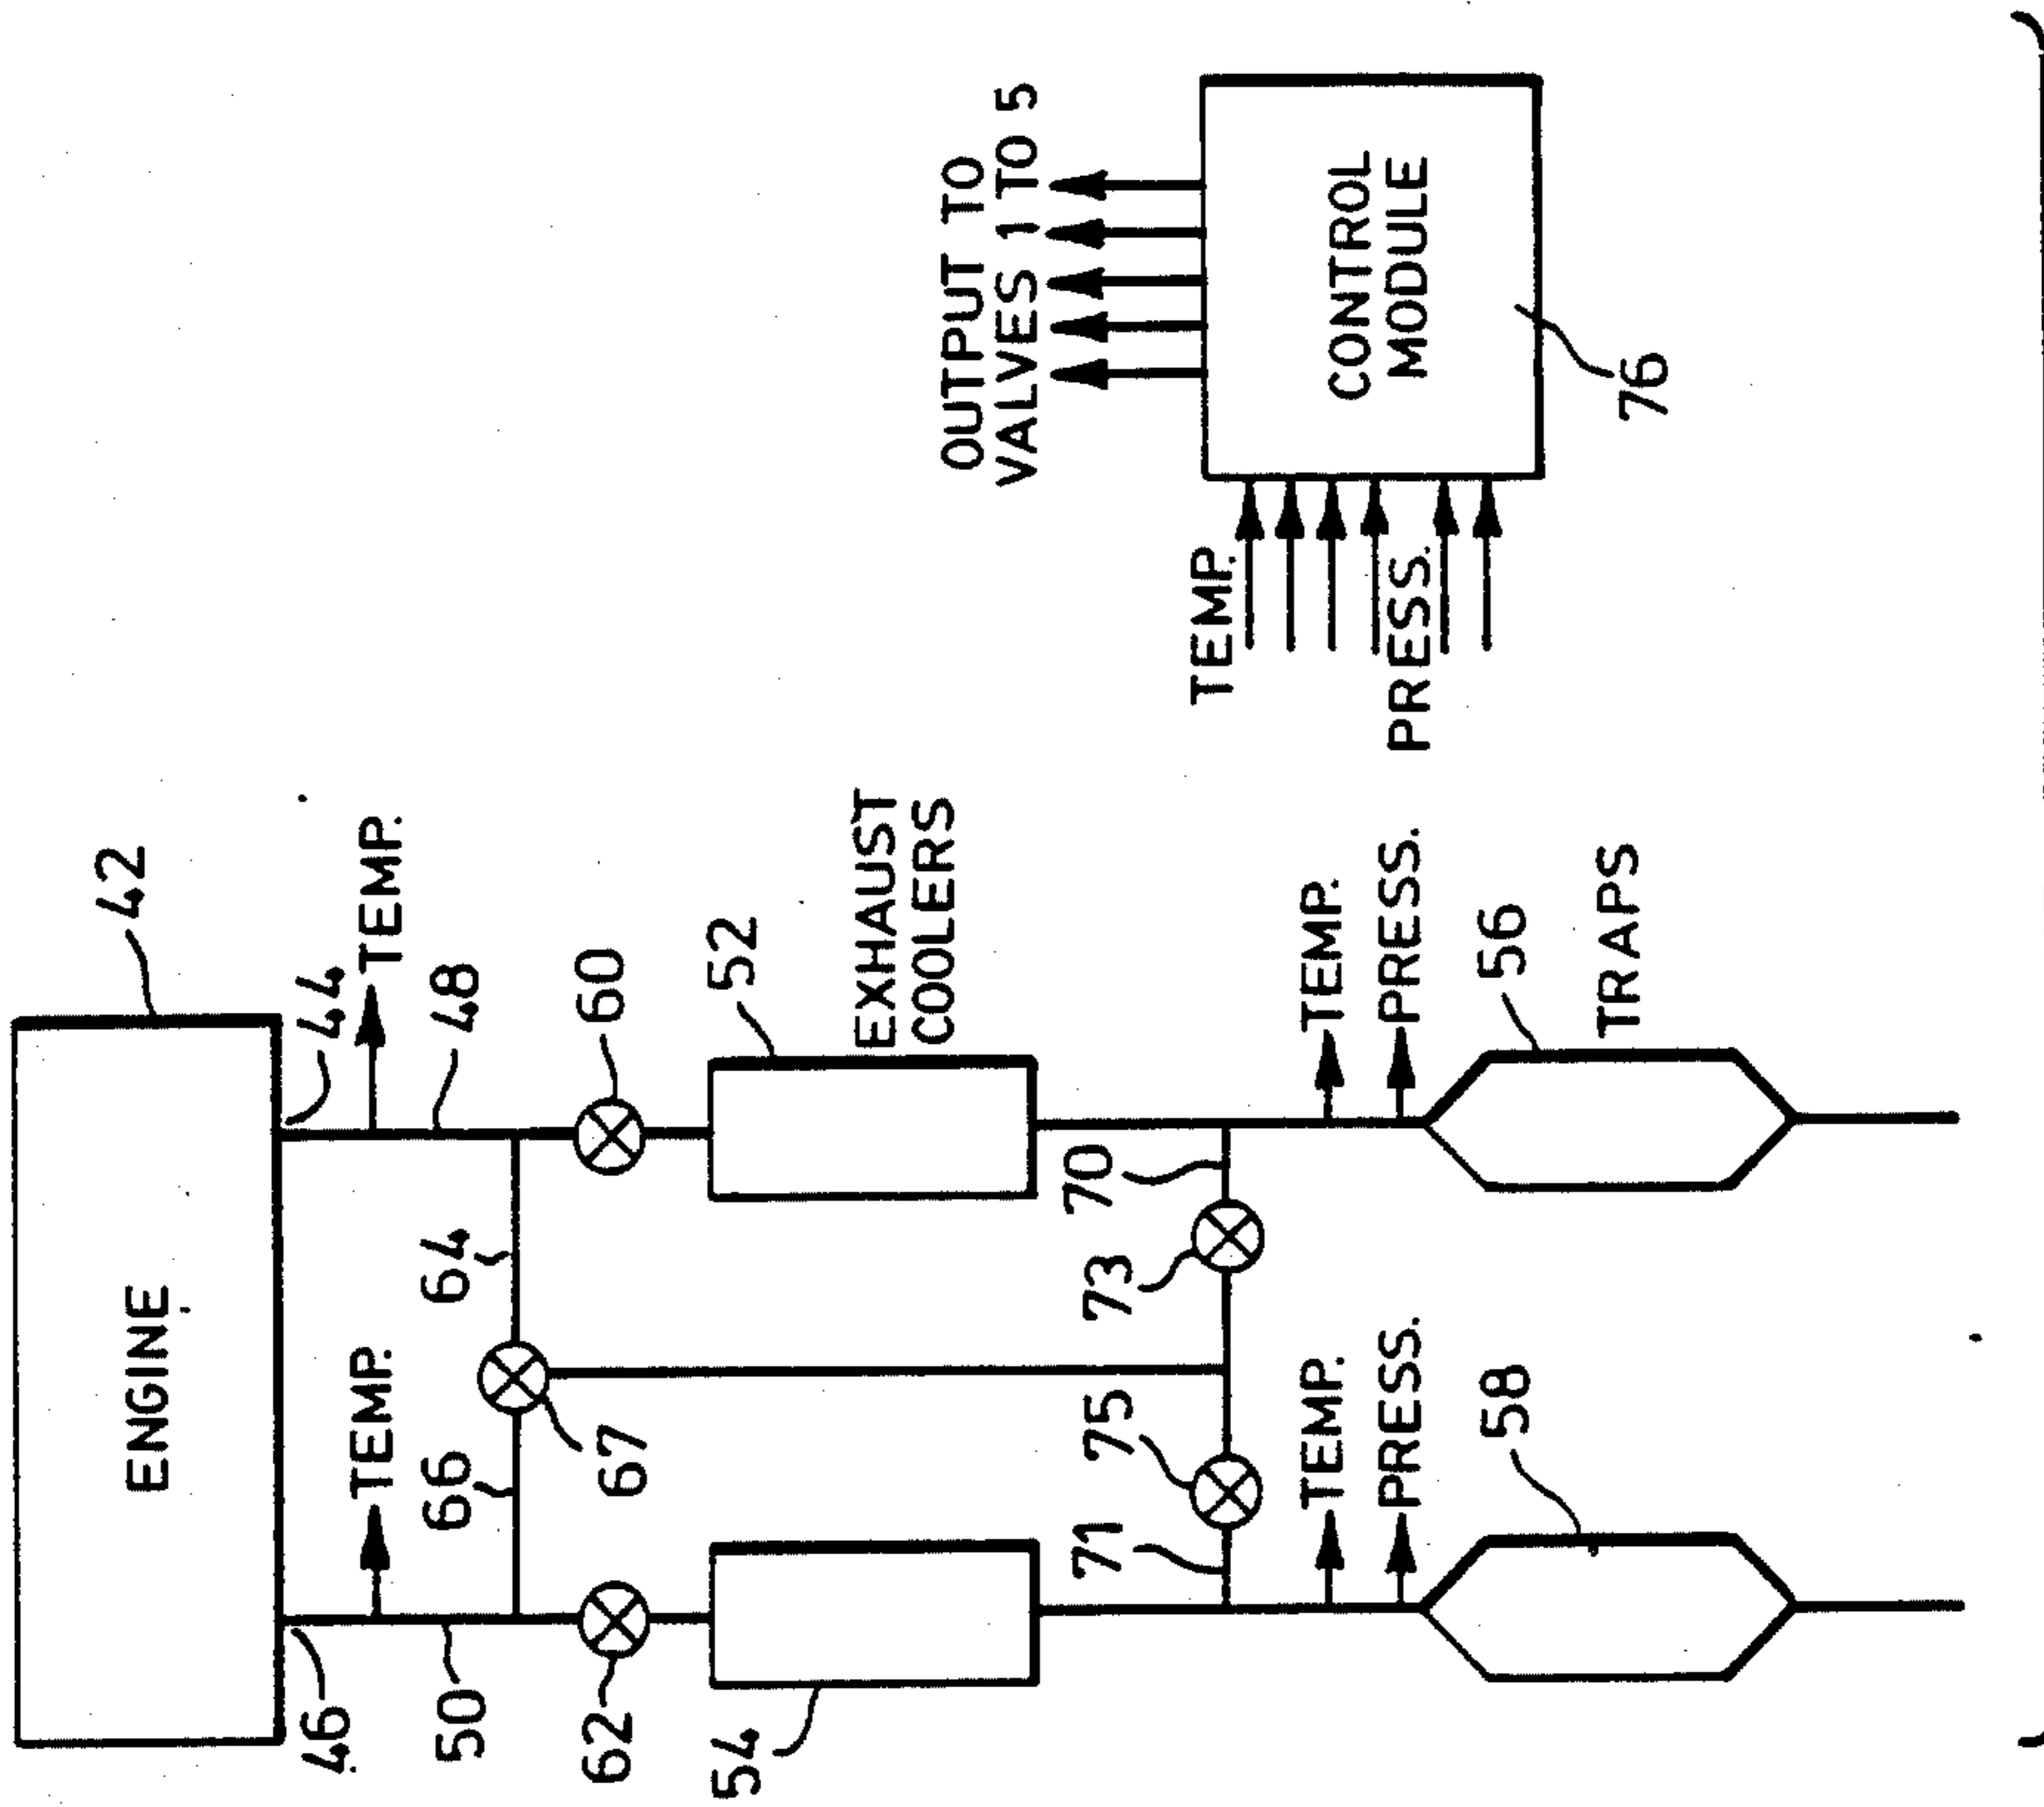 ENGINE
42
44
46
TEMP.
TEMP.
48
50
64
66
67
60
62
52
54
EXHAUST
COOLERS
70
71
73
75
TEMP.
PRESS.
TEMP.
PRESS.
56
58
TRAPS
OUTPUT TO
VALVES 1 TO 5
TEMP.
PRESS.
CONTROL
MODULE
76